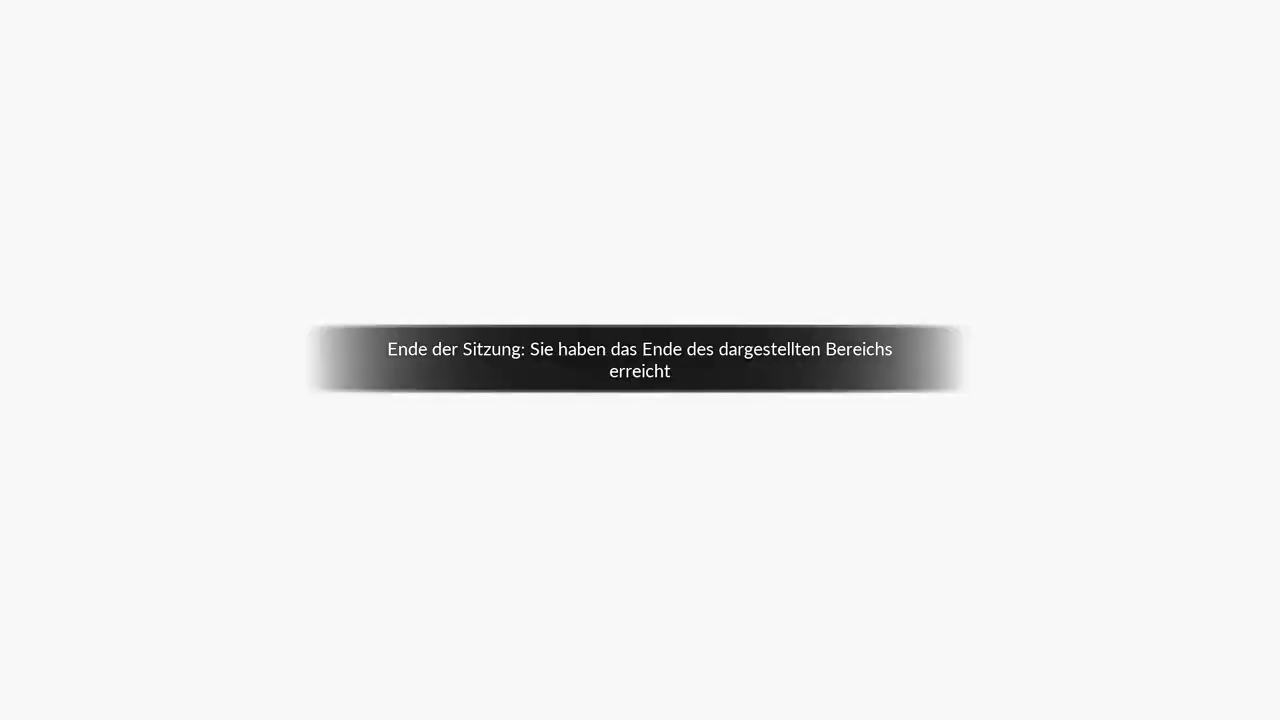 Ende der Sitzung: Sie haben das Ende des dargestellten Bereichs
erreicht